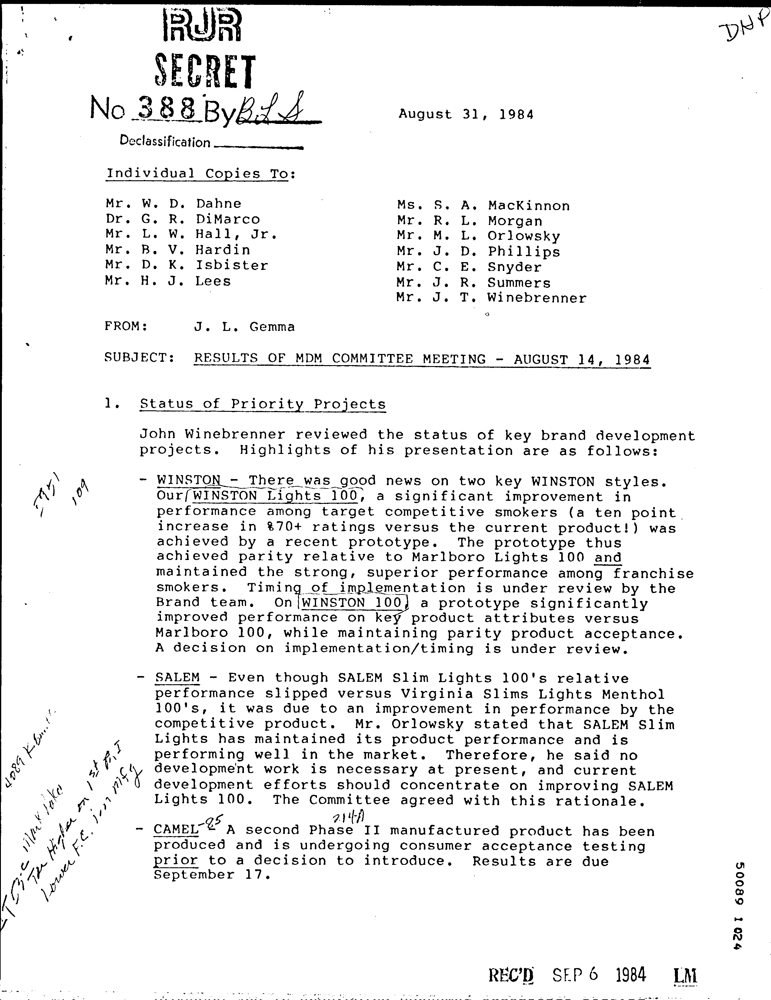 DHP
RJR
SECRET
No 388 By BLS
August 31, 1984
Declassification
Individual Copies To:
Mr. W. D. Dahne
Dr. G. R. DiMarco
Mr. L. W. Hall, Jr.
Mr. B. V. Hardin
Mr. D. K. Isbister
Mr. H. J. Lees
Ms. S. A. MacKinnon
Mr. R. L. Morgan
Mr. M. L. Orlowsky
Mr. J. D. Phillips
Mr. C. E. Snyder
Mr. J. R. Summers
Mr. J. T. Winebrenner
FROM: J. L. Gemma
SUBJECT: RESULTS OF MDM COMMITTEE MEETING - AUGUST 14, 1984
1. Status of Priority Projects
John Winebrenner reviewed the status of key brand development
projects. Highlights of his presentation are as follows:
- WINSTON - There was good news on two key WINSTON styles.
Our WINSTON Lights 100, a significant improvement in
performance among target competitive smokers (a ten point
increase in %70+ ratings versus the current product!) was
achieved by a recent prototype. The prototype thus
achieved parity relative to Marlboro Lights 100 and
maintained the strong, superior performance among franchise
smokers. Timing of implementation is under review by the
Brand team. On WINSTON 100, a prototype significantly
improved performance on key product attributes versus
Marlboro 100, while maintaining parity product acceptance.
A decision on implementation/timing is under review.
109
- SALEM - Even though SALEM Slim Lights 100's relative
performance slipped versus Virginia Slims Lights Menthol
100's, it was due to an improvement in performance by the
competitive product. Mr. Orlowsky stated that SALEM Slim
Lights has maintained its product performance and is
performing well in the market. Therefore, he said no
development work is necessary at present, and current
development efforts should concentrate on improving SALEM
Lights 100. The Committee agreed with this rationale.
- CAMEL-85 A second Phase II manufactured product has been
produced and is undergoing consumer acceptance testing
prior to a decision to introduce. Results are due
September 17.
Tar Higher on 1st
Lower F.C. mfg
50089 1024
REC'D SEP 6 1984 LM